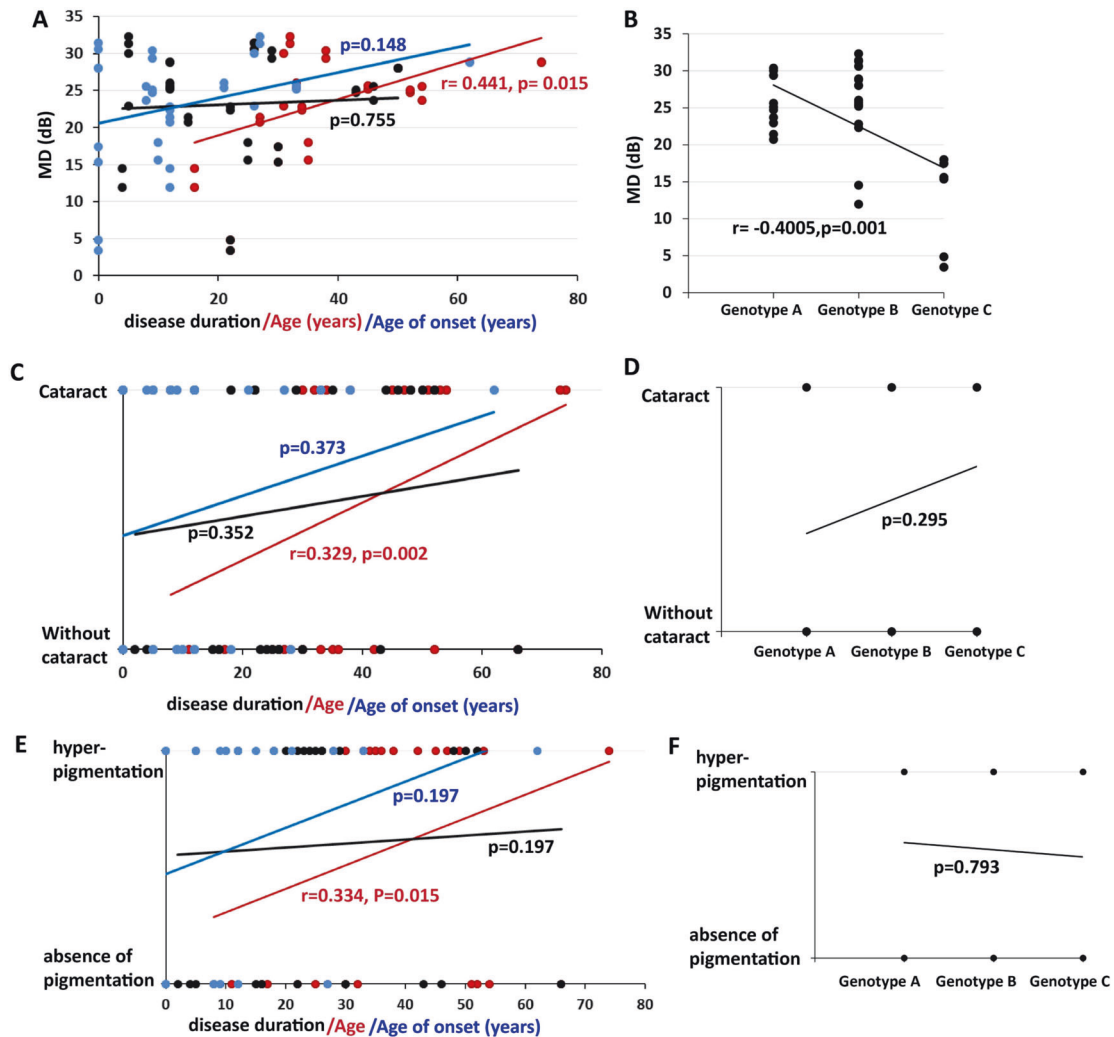 A
MD (dB)
35
30
25
20
15
10
5
0
0
20
40
60
80
p=0.148
r= 0.441, p= 0.015
p=0.755
disease duration/Age (years)/Age of onset (years)
B
MD (dB)
35
30
25
20
15
10
5
0
r= -0.4005,p=0.001
Genotype A
Genotype B
Genotype C
C
Cataract
p=0.373
p=0.352
r=0.329, p=0.002
Without
cataract
0
20
40
60
80
disease duration/Age/Age of onset (years)
D
Cataract
p=0.295
Without
cataract
Genotype A
Genotype B
Genotype C
E
hyper-
pigmentation
p=0.197
p=0.197
r=0.334, P=0.015
absence of
pigmentation
0
10
20
30
40
50
60
70
80
disease duration/Age/Age of onset (years)
F
hyper-
pigmentation
p=0.793
absence of
pigmentation
Genotype A
Genotype B
Genotype C